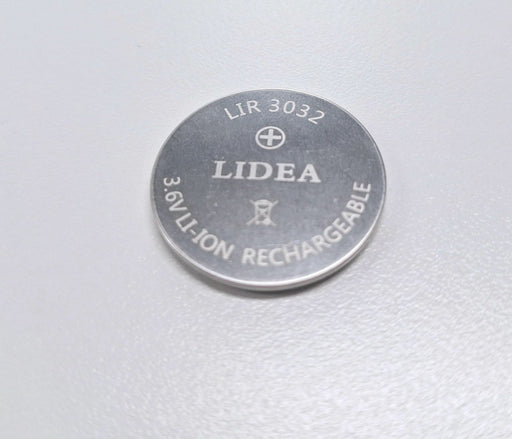 LIR 3032
LIDEA
3.6V LI-ION RECHARGEABLE